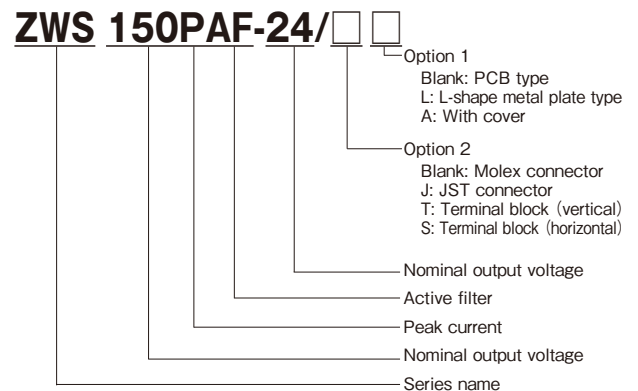 ZWS 150PAF-24/□ □
Option 1
Blank: PCB type
L: L-shape metal plate type
A: With cover
Option 2
Blank: Molex connector
J: JST connector
T: Terminal block (vertical)
S: Terminal block (horizontal)
Nominal output voltage
Active filter
Peak current
Nominal output voltage
Series name